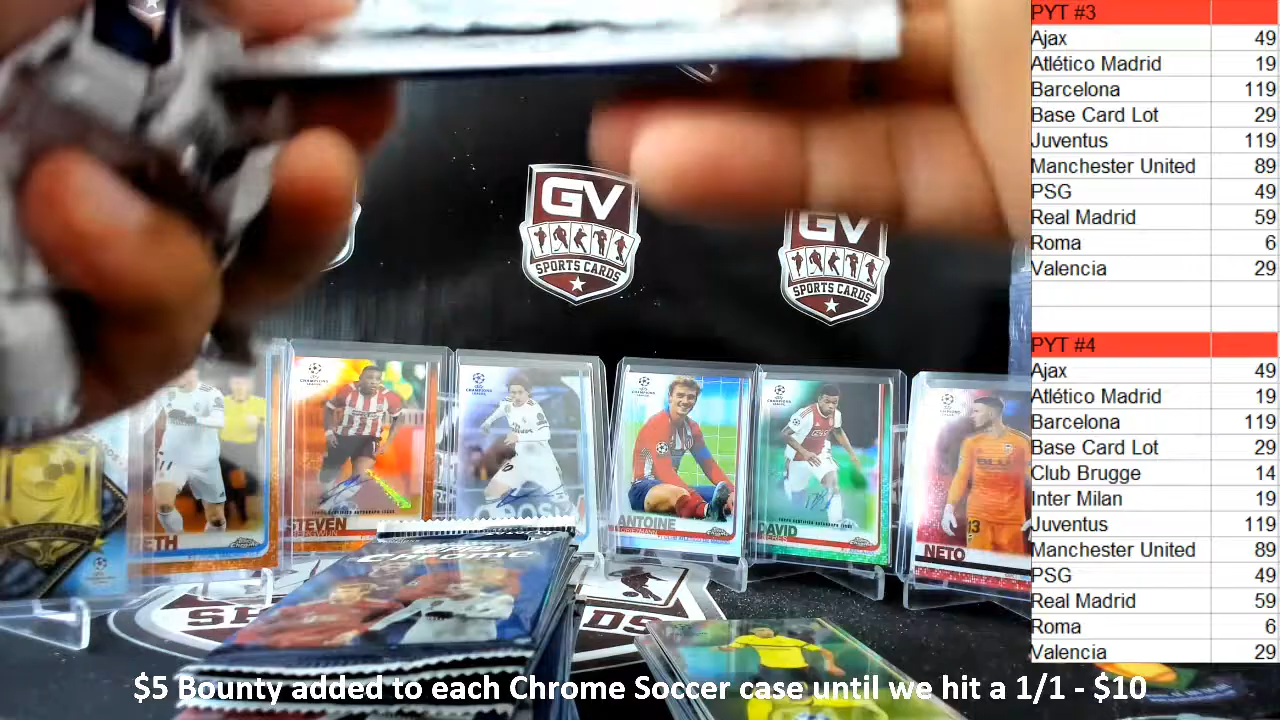 PYT #3
Ajax 49
Atlético Madrid 19
Barcelona 119
Base Card Lot 29
Juventus 119
Manchester United 89
PSG 49
Real Madrid 59
Roma 6
Valencia 29
PYT #4
Ajax 49
Atlético Madrid 19
Barcelona 119
Base Card Lot 29
Club Brugge 14
Inter Milan 19
Juventus 119
Manchester United 89
PSG 49
Real Madrid 59
Roma 6
Valencia 29
GV
SPORTS CARDS
GV
SPORTS CARDS
CHAMPIONS LEAGUE
STEVEN
ANTOINE
DAVID
NETO
CHROME
$5 Bounty added to each Chrome Soccer case until we hit a 1/1 - $10